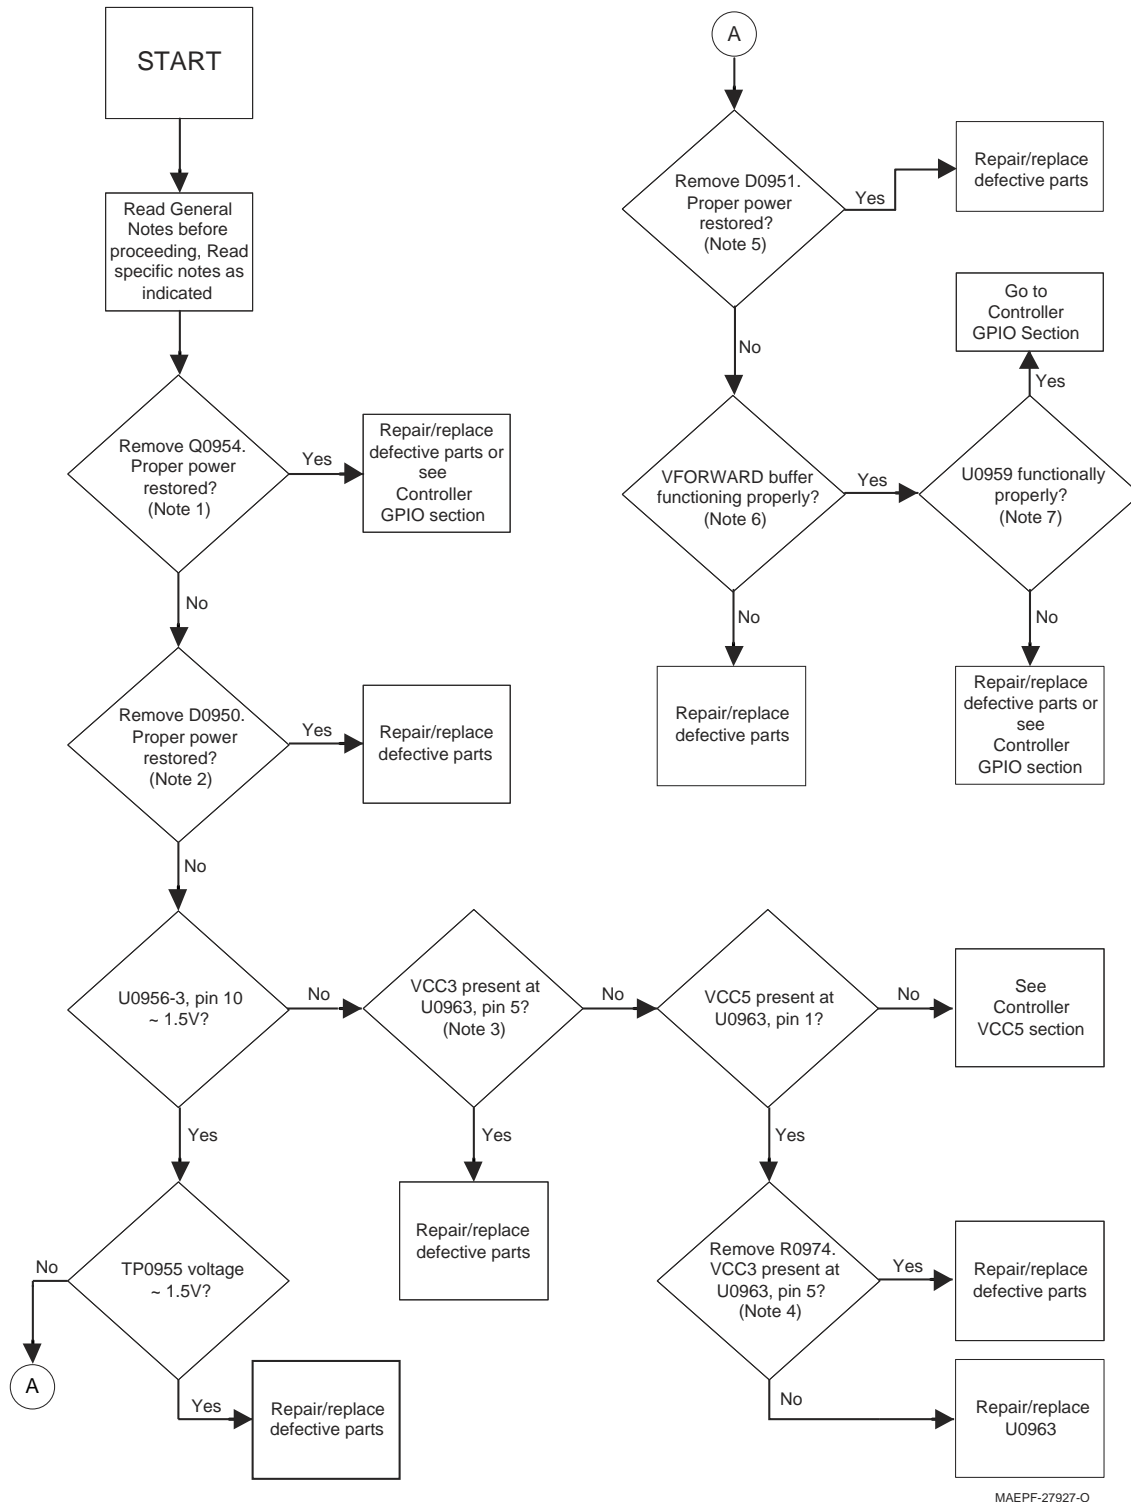 START
Read General
Notes before
proceeding, Read
specific notes as
indicated
Remove Q0954.
Proper power
restored?
(Note 1)
Yes
Repair/replace
defective parts or
see
Controller
GPIO section
No
Remove D0950.
Proper power
restored?
(Note 2)
Yes
Repair/replace
defective parts
No
U0956-3, pin 10
~ 1.5V?
No
VCC3 present at
U0963, pin 5?
(Note 3)
No
VCC5 present at
U0963, pin 1?
No
See
Controller
VCC5 section
Yes
Yes
Yes
TP0955 voltage
~ 1.5V?
No
A
Yes
Repair/replace
defective parts
Repair/replace
defective parts
Remove R0974.
VCC3 present at
U0963, pin 5?
(Note 4)
Yes
Repair/replace
defective parts
No
Repair/replace
U0963
A
Remove D0951.
Proper power
restored?
(Note 5)
Yes
Repair/replace
defective parts
No
VFORWARD buffer
functioning properly?
(Note 6)
Yes
U0959 functionally
properly?
(Note 7)
Yes
Go to
Controller
GPIO Section
No
Repair/replace
defective parts
No
Repair/replace
defective parts or
see
Controller
GPIO section
MAEPF-27927-O